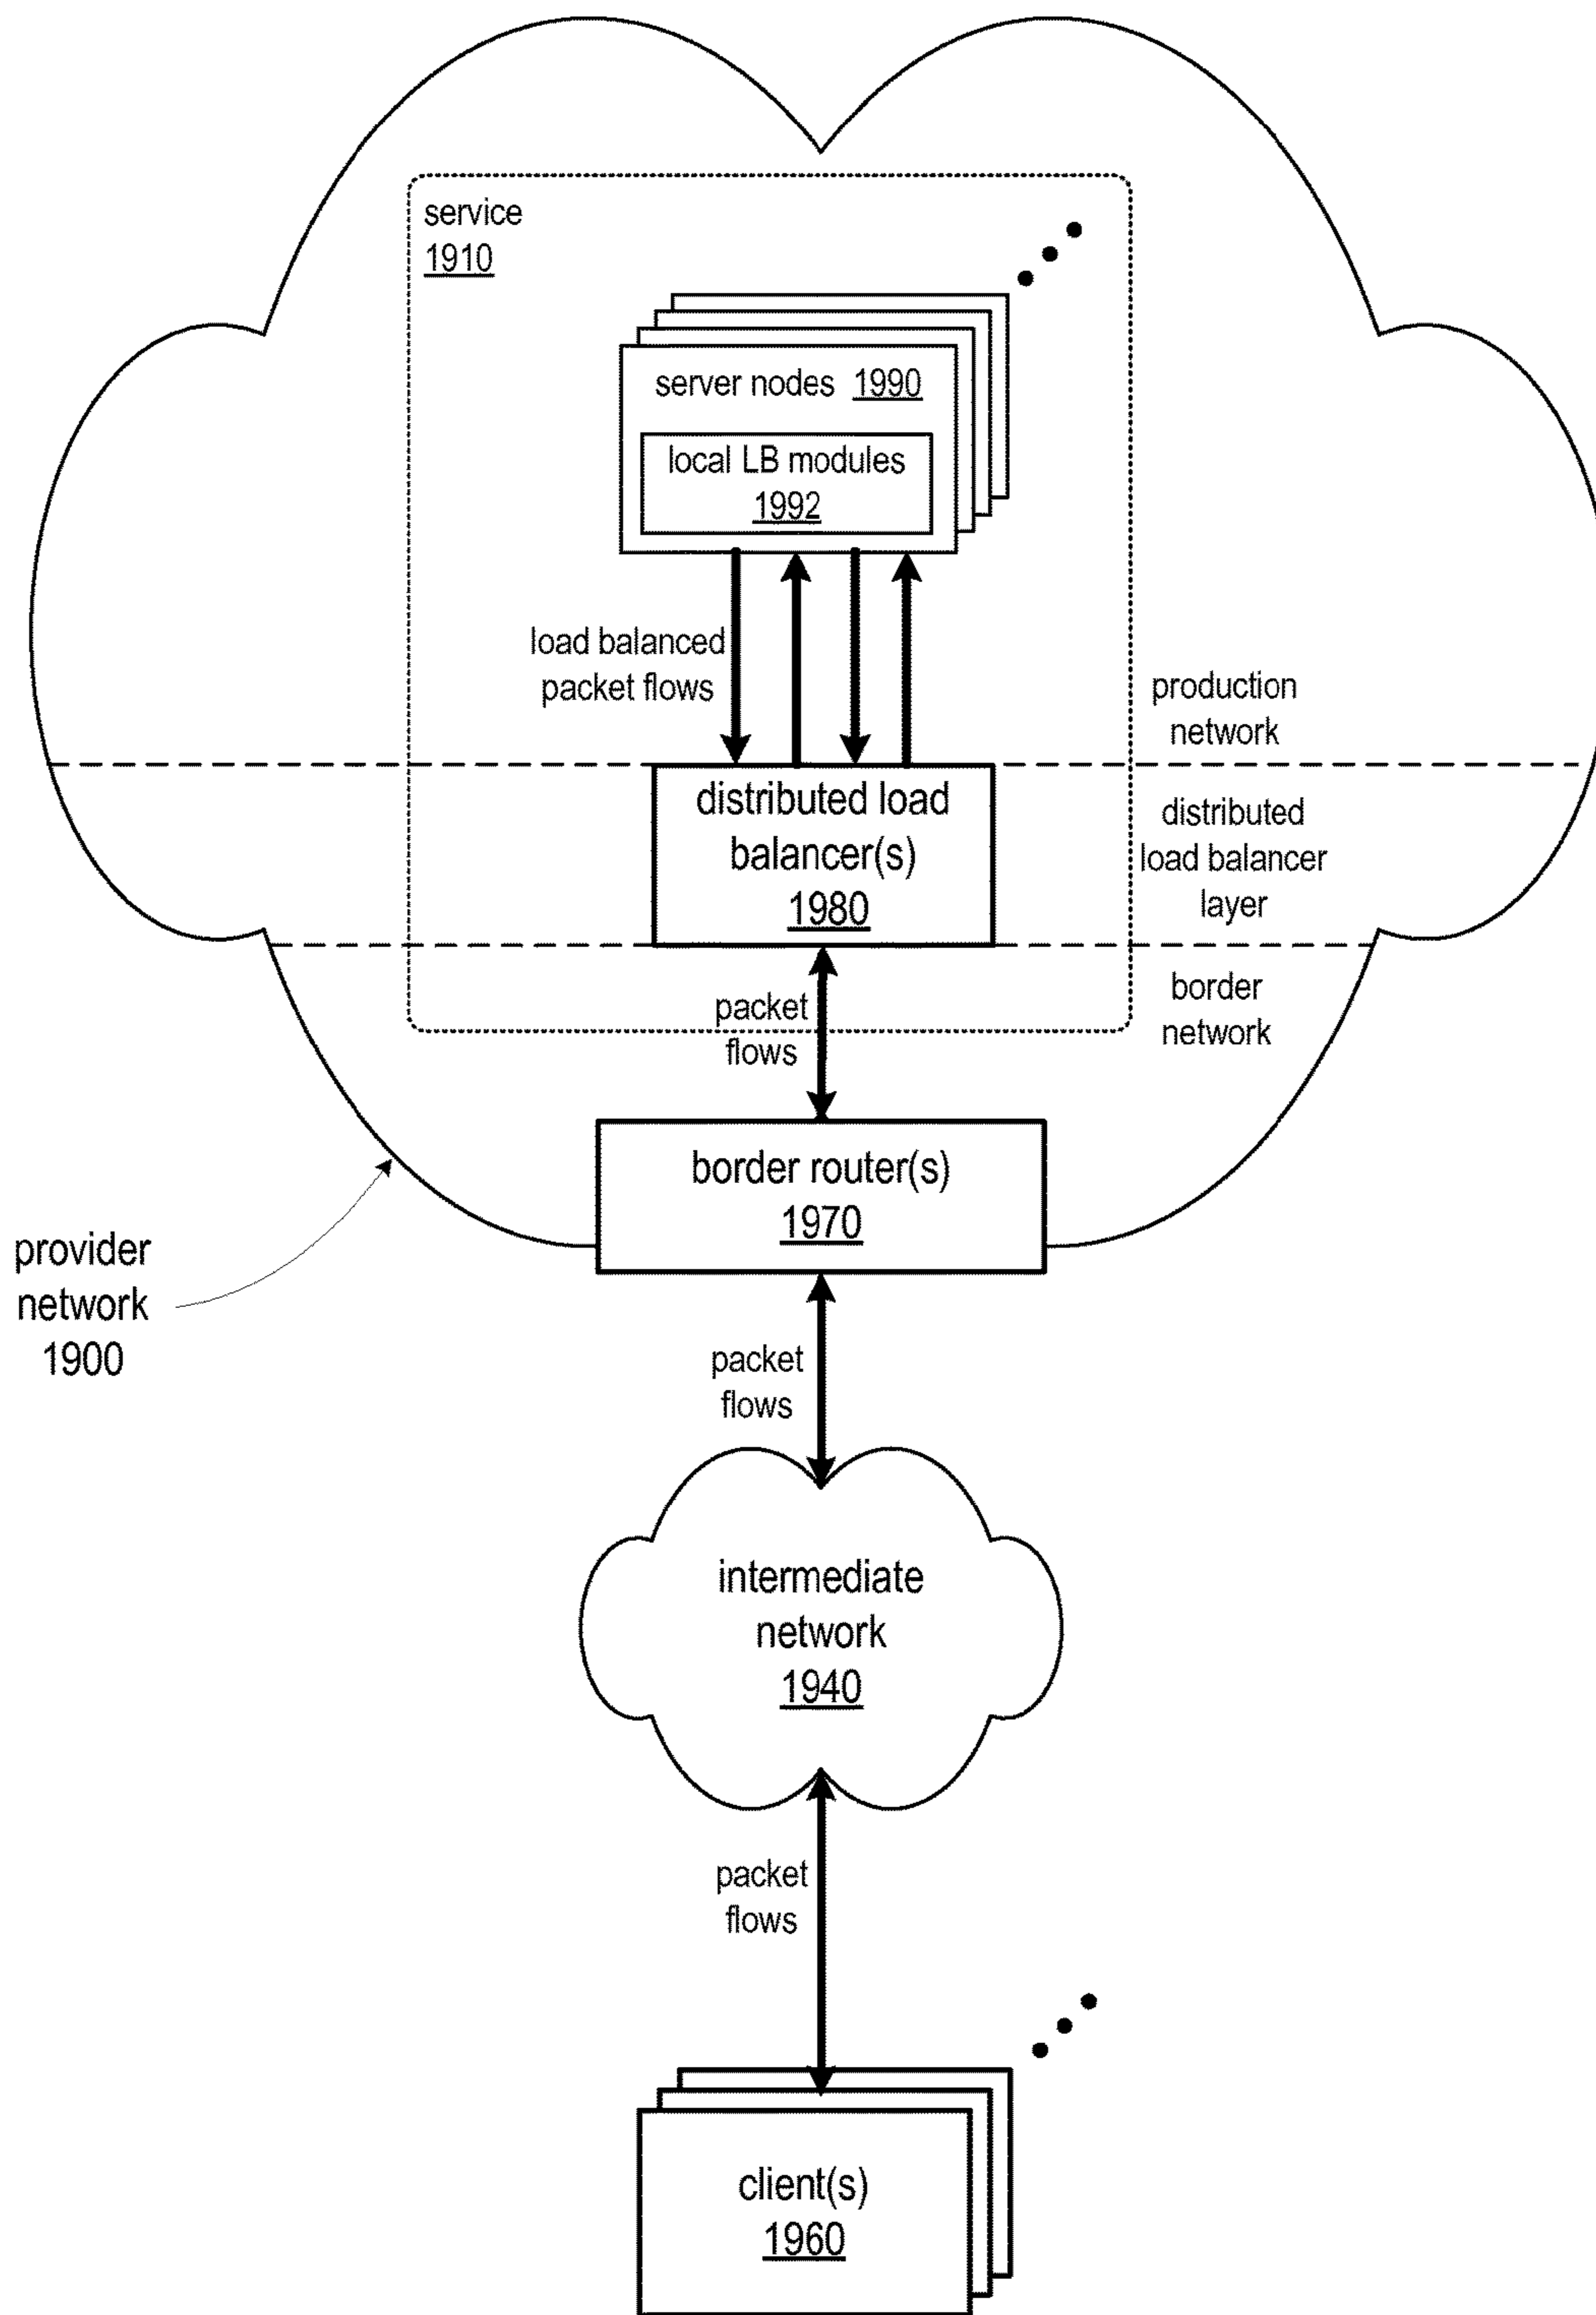 service
1910
server nodes 1990
local LB modules
1992
load balanced
packet flows
production
network
distributed load
balancer(s)
1980
distributed
load balancer
layer
packet
flows
border
network
border router(s)
1970
provider
network
1900
packet
flows
intermediate
network
1940
packet
flows
client(s)
1960